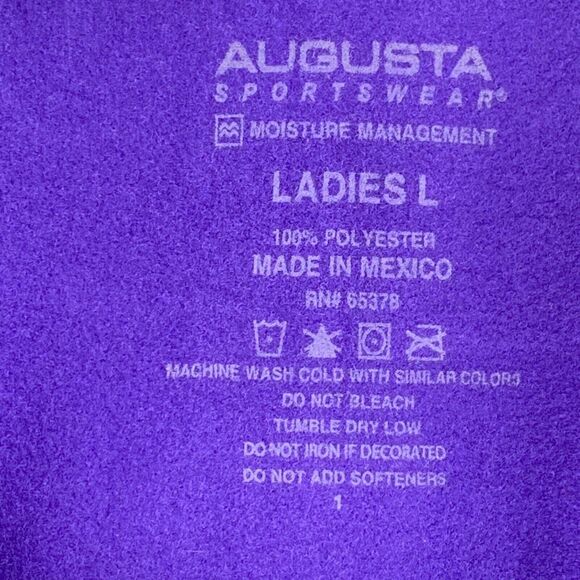 AUGUSTA
SPORTSWEAR®
MOISTURE MANAGEMENT
LADIES L
100% POLYESTER
MADE IN MEXICO
RN# 65378
MACHINE WASH COLD WITH SIMILAR COLORS
DO NOT BLEACH
TUMBLE DRY LOW
DO NOT IRON IF DECORATED
DO NOT ADD SOFTENERS
1